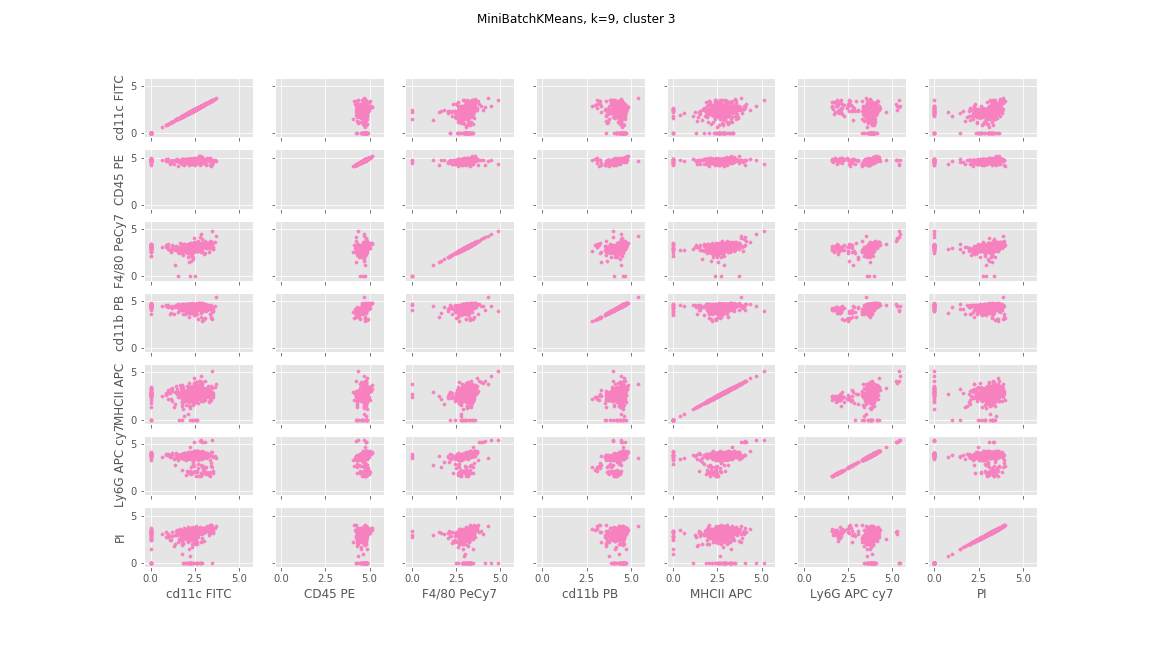 MiniBatchKMeans, k=9, cluster 3
cd11c FITC
5
0
CD45 PE
5
0
F4/80 PeCy7
5
0
cd11b PB
5
0
MHCII APC
5
0
Ly6G APC cy7
5
0
PI
5
0
0.0 2.5 5.0 0.0 2.5 5.0 0.0 2.5 5.0 0.0 2.5 5.0 0.0 2.5 5.0 0.0 2.5 5.0 0.0 2.5 5.0
cd11c FITC CD45 PE F4/80 PeCy7 cd11b PB MHCII APC Ly6G APC cy7 PI